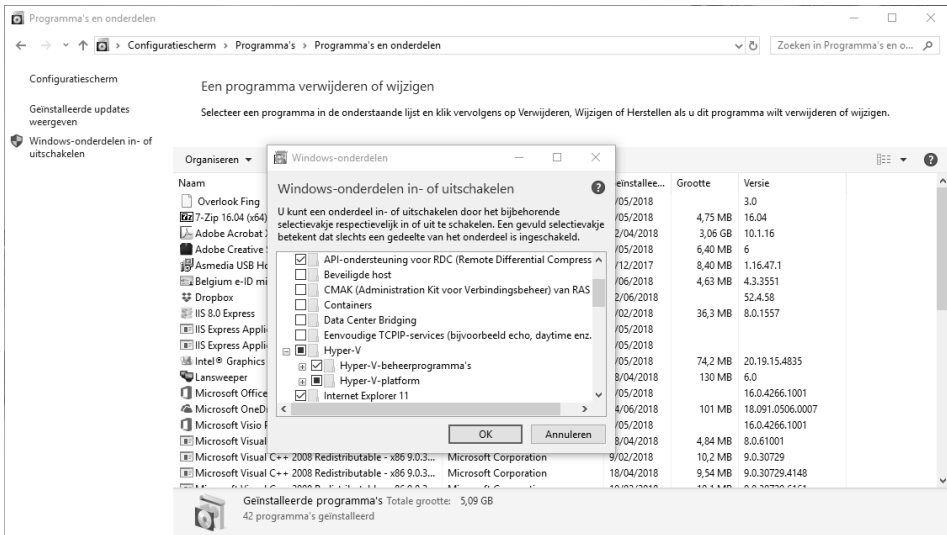 Programma's en onderdelen
Configuratiescherm > Programma's > Programma's en onderdelen
Zoeken in Programma's en o...
Configuratiescherm
Geïnstalleerde updates
weergeven
Windows-onderdelen in- of
uitschakelen
Een programma verwijderen of wijzigen
Selecteer een programma in de onderstaande lijst en klik vervolgens op Verwijderen, Wijzigen of Herstellen als u dit programma wilt verwijderen of wijzigen.
Organiseren
Naam
eïnstallee... Grootte Versie
Overlook Fing /05/2018 3.0
7-Zip 16.04 (x64) /05/2018 4,75 MB 16.04
Adobe Acrobat 2/04/2018 3,06 GB 10.1.16
Adobe Creative /05/2018 6,40 MB 6
Asmedia USB Ho /12/2017 8,40 MB 1.16.47.1
Belgium e-ID mi /06/2018 4,63 MB 4.3.3551
Dropbox 2/06/2018 52.4.58
IIS 8.0 Express /02/2018 36,3 MB 8.0.1557
IIS Express Appli /05/2018
IIS Express Appli /05/2018
Intel® Graphics /05/2018 74,2 MB 20.19.15.4835
Lansweeper 8/04/2018 130 MB 6.0
Microsoft Office /05/2018 16.0.4266.1001
Microsoft OneD 4/06/2018 101 MB 18.091.0506.0007
Microsoft Visio /05/2018 16.0.4266.1001
Microsoft Visual 8/04/2018 4,84 MB 8.0.61001
Microsoft Visual C++ 2008 Redistributable - x86 9.0.3... Microsoft Corporation 9/02/2018 10,2 MB 9.0.30729
Microsoft Visual C++ 2008 Redistributable - x86 9.0.3... Microsoft Corporation 18/04/2018 9,54 MB 9.0.30729.4148
Windows-onderdelen
Windows-onderdelen in- of uitschakelen
U kunt een onderdeel in- of uitschakelen door het bijbehorende
selectievakje respectievelijk in of uit te schakelen. Een gevuld selectievakje
betekent dat slechts een gedeelte van het onderdeel is ingeschakeld.
API-ondersteuning voor RDC (Remote Differential Compress
Beveiligde host
CMAK (Administration Kit voor Verbindingsbeheer) van RAS
Containers
Data Center Bridging
Eenvoudige TCPIP-services (bijvoorbeeld echo, daytime enz.
Hyper-V
Hyper-V-beheerprogramma's
Hyper-V-platform
Internet Explorer 11
OK Annuleren
Geïnstalleerde programma's Totale grootte: 5,09 GB
42 programma's geïnstalleerd